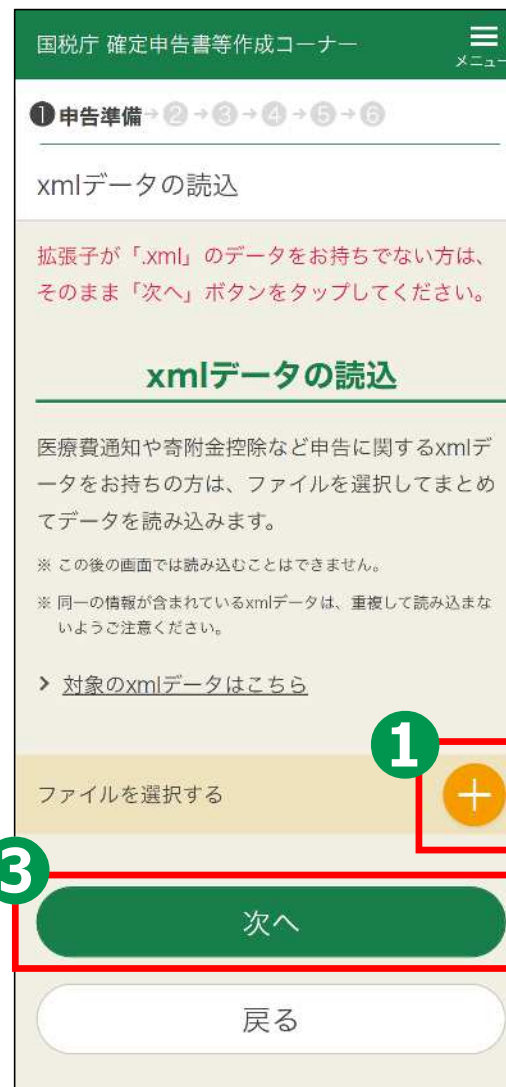 国税庁 確定申告書等作成コーナー
メニュー
❶申告準備→②→③→④→⑤→⑥
xmlデータの読込
拡張子が「.xml」のデータをお持ちでない方は、
そのまま「次へ」ボタンをタップしてください。
xmlデータの読込
医療費通知や寄附金控除など申告に関するxmlデ
ータをお持ちの方は、ファイルを選択してまとめ
てデータを読み込みます。
※ この後の画面では読み込むことはできません。
※ 同一の情報が含まれているxmlデータは、重複して読み込まな
いようご注意ください。
> 対象のxmlデータはこちら
1
ファイルを選択する
3
次へ
戻る